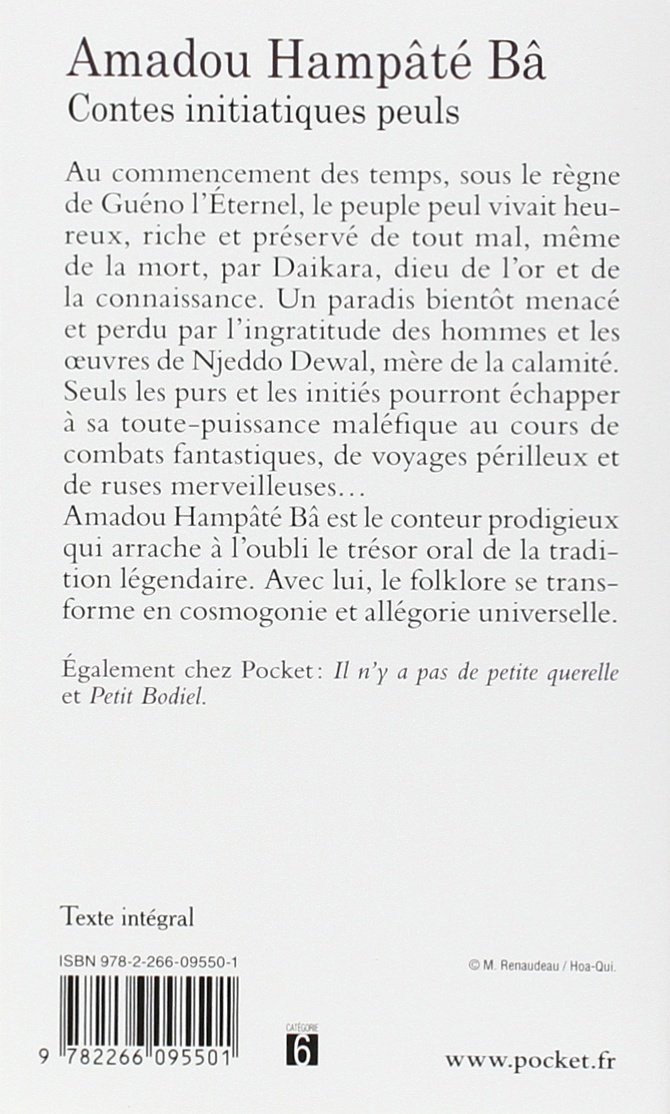 Amadou Hampâté Bâ
Contes initiatiques peuls
Au commencement des temps, sous le règne
de Guéno l'Éternel, le peuple peul vivait heu-
reux, riche et préservé de tout mal, même
de la mort, par Daikara, dieu de l'or et de
la connaissance. Un paradis bientôt menacé
et perdu par l'ingratitude des hommes et les
œuvres de Njeddo Dewal, mère de la calamité.
Seuls les purs et les initiés pourront échapper
à sa toute-puissance maléfique au cours de
combats fantastiques, de voyages périlleux et
de ruses merveilleuses...
Amadou Hampâté Bâ est le conteur prodigieux
qui arrache à l'oubli le trésor oral de la tradi-
tion légendaire. Avec lui, le folklore se trans-
forme en cosmogonie et allégorie universelle.
Également chez Pocket : Il n'y a pas de petite querelle
et Petit Bodiel.
Texte intégral
ISBN 978-2-266-09550-1
© M. Renaudeau / Hoa-Qui.
9 782266 095501
CATÉGORIE
6
www.pocket.fr